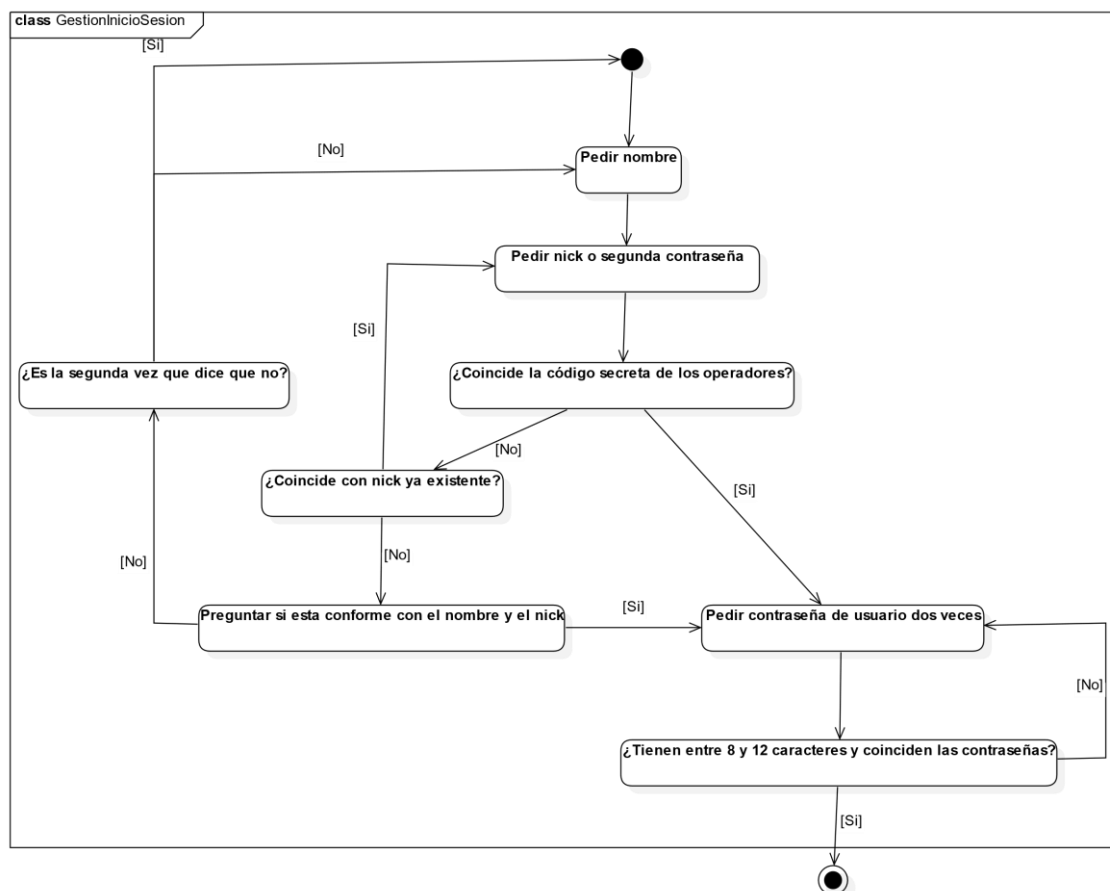 class GestionInicioSesion
[Si]
[No]
Pedir nombre
Pedir nick o segunda contraseña
[Si]
¿Es la segunda vez que dice que no?
¿Coincide la código secreta de los operadores?
[No]
¿Coincide con nick ya existente?
[Si]
[No]
[No]
Preguntar si esta conforme con el nombre y el nick
[Si]
Pedir contraseña de usuario dos veces
[No]
¿Tienen entre 8 y 12 caracteres y coinciden las contraseñas?
[Si]